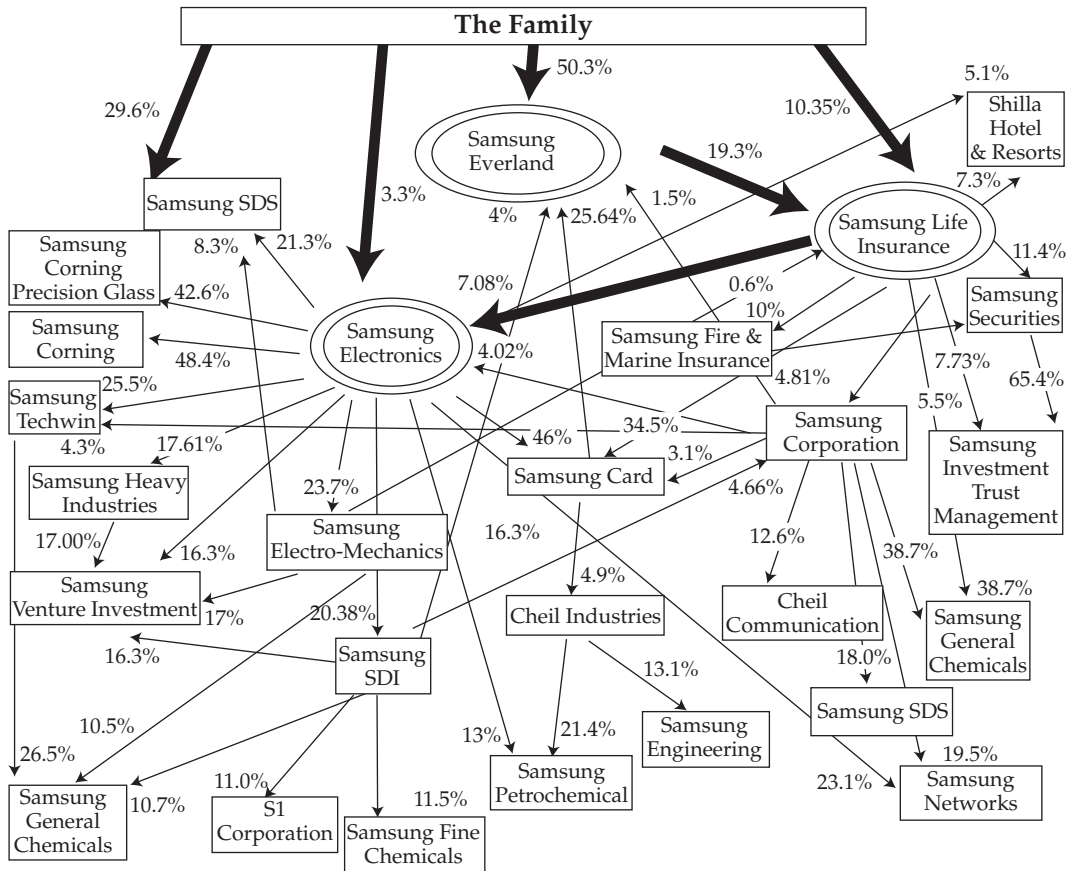 The Family
50.3%
5.1%
29.6%
10.35%
Shilla
Hotel
& Resorts
Samsung
Everland
19.3%
3.3%
1.5%
7.3%
Samsung SDS
4%
25.64%
8.3%
21.3%
Samsung Life
Insurance
Samsung
Corning
Precision Glass
11.4%
7.08%
0.6%
42.6%
10%
Samsung
Securities
Samsung
Corning
Samsung
Electronics
Samsung Fire &
Marine Insurance
48.4%
4.02%
7.73%
25.5%
4.81%
65.4%
5.5%
Samsung
Techwin
Samsung
Corporation
34.5%
46%
4.3%
17.61%
3.1%
Samsung
Investment
Trust
Management
Samsung Card
Samsung Heavy
Industries
23.7%
4.66%
Samsung
Electro-Mechanics
17.00%
16.3%
16.3%
12.6%
38.7%
4.9%
Samsung
Venture Investment
38.7%
17%
20.38%
Cheil Industries
Cheil
Communication
Samsung
General
Chemicals
16.3%
Samsung
SDI
18.0%
13.1%
Samsung SDS
10.5%
21.4%
Samsung
Engineering
26.5%
13%
19.5%
Samsung
Petrochemical
23.1%
Samsung
Networks
11.0%
Samsung
General
Chemicals
10.7%
11.5%
S1
Corporation
Samsung Fine
Chemicals